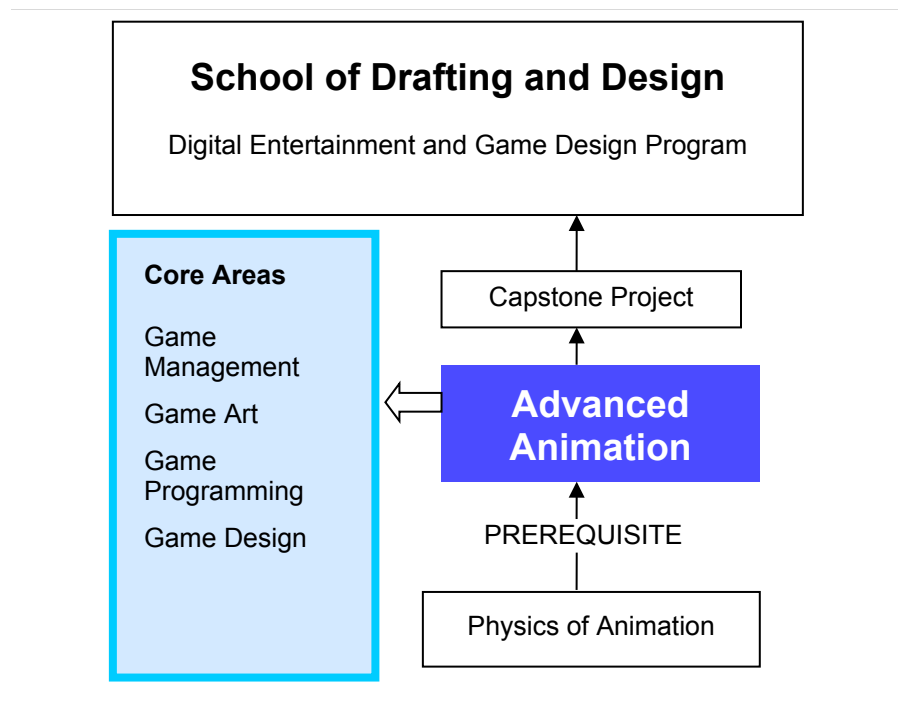 School of Drafting and Design
Digital Entertainment and Game Design Program
Core Areas
Game
Management
Game Art
Game
Programming
Game Design
Capstone Project
Advanced
Animation
PREREQUISITE
Physics of Animation